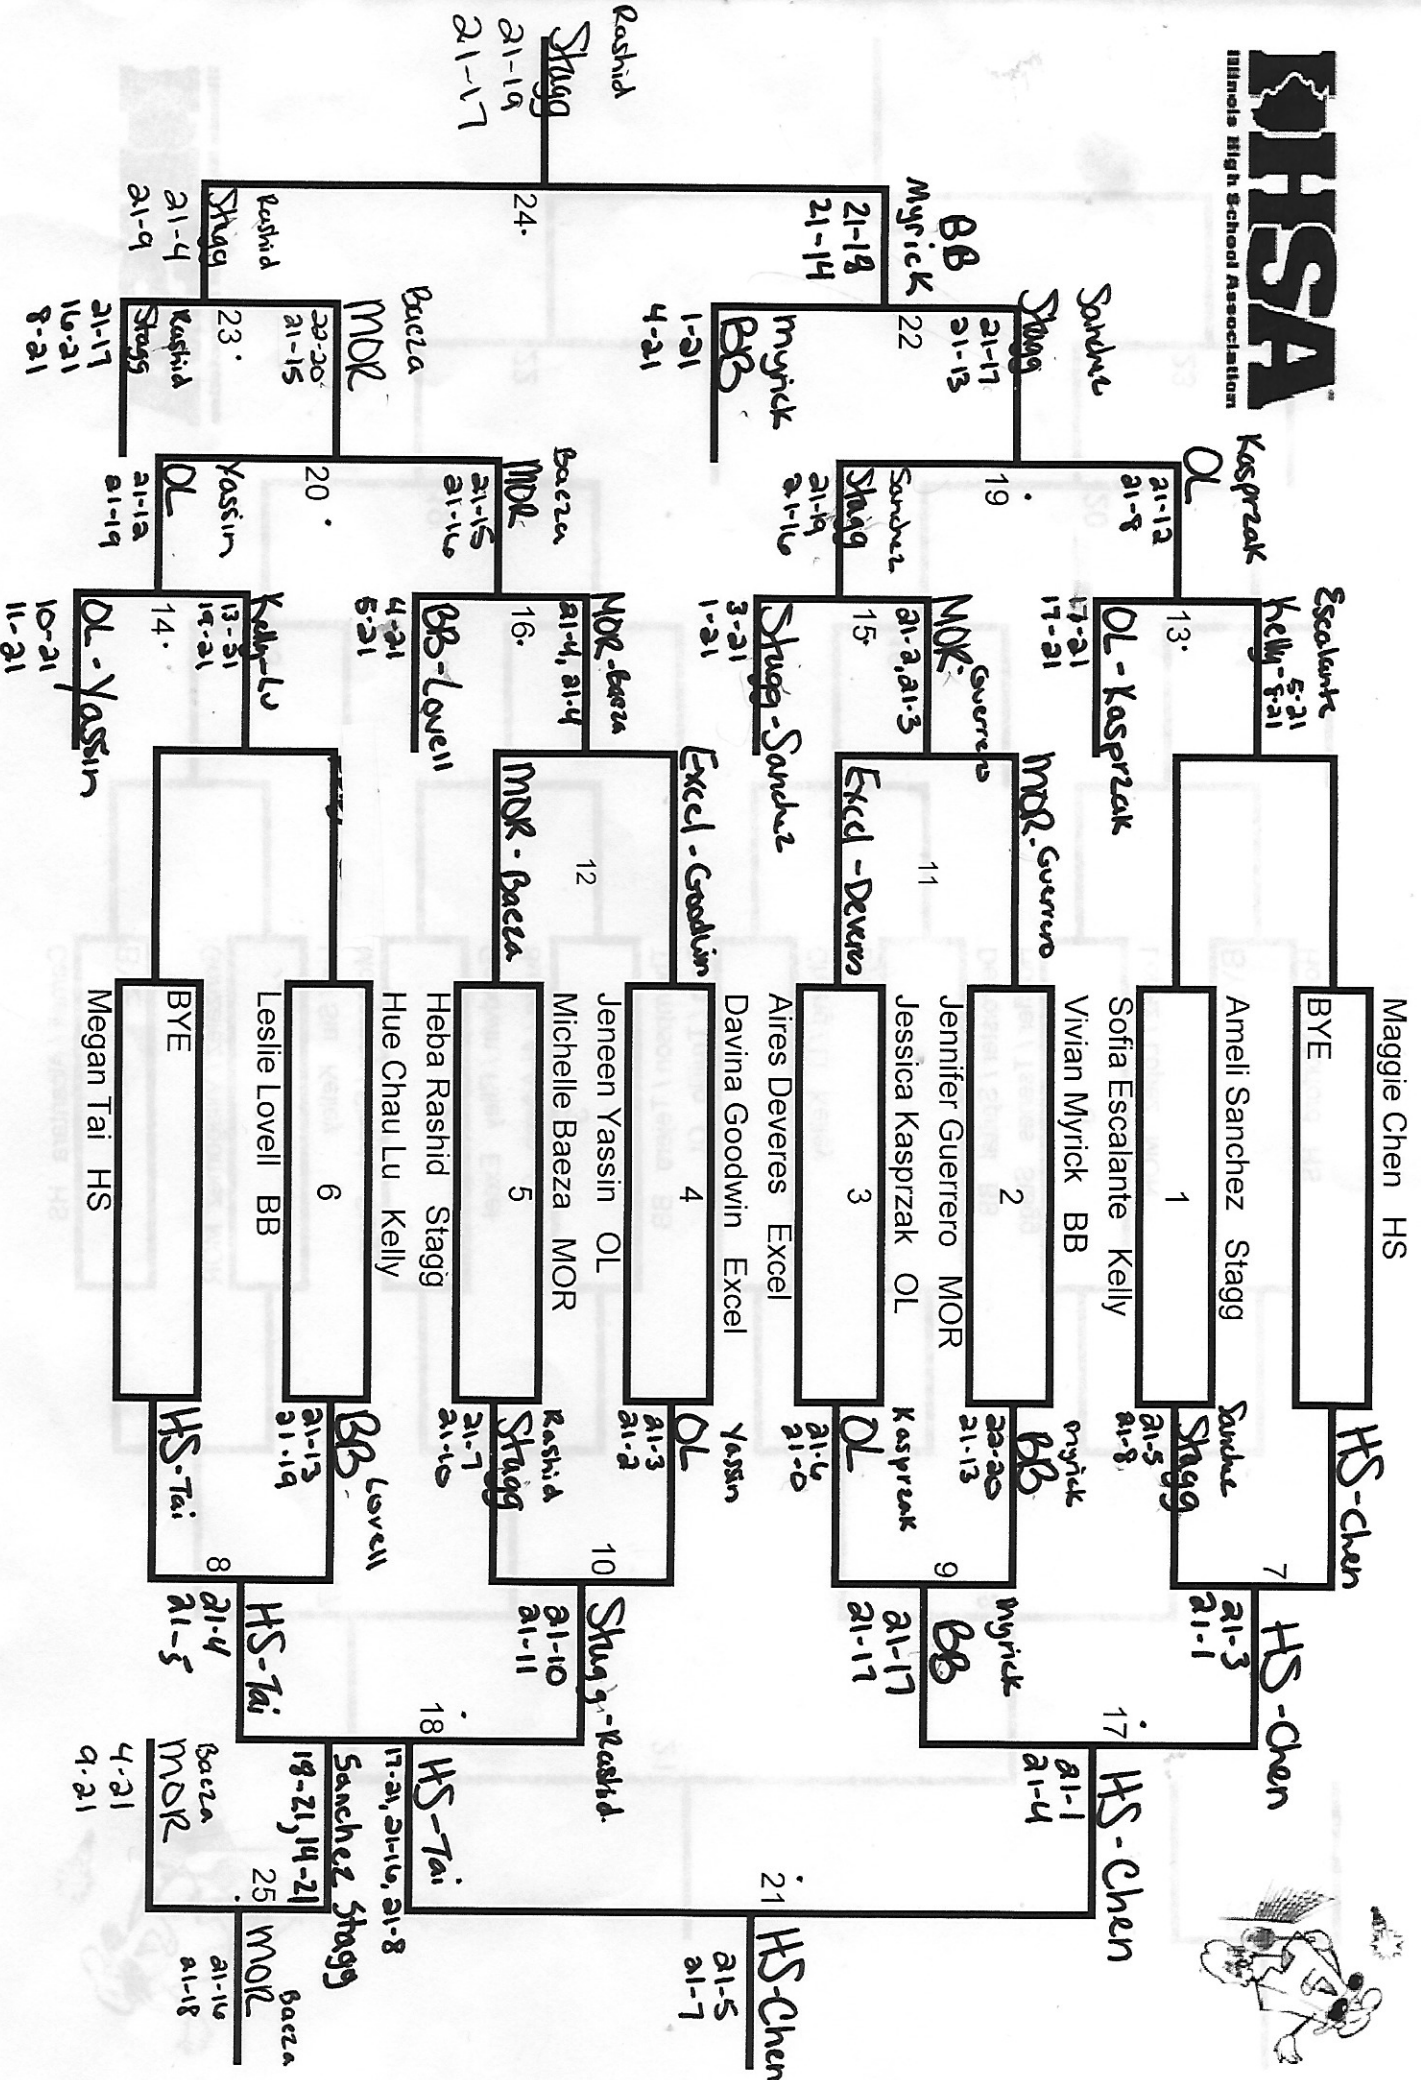 IHSA
Illinois High School Association
Maggie Chen HS
BYE
Ameli Sanchez Stagg
1
Sofia Escalante Kelly
Vivian Myrick BB
2
Jennifer Guerrero MOR
Jessica Kasprzak OL
3
Aires Deveres Excel
Davina Goodwin Excel
4
Jeneen Yassin OL
Michelle Baeza MOR
5
Heba Rashid Stagg
Hue Chau Lu Kelly
6
Leslie Lovell BB
BYE
Megan Tai HS
HS-Chen
7
Sanche
Stagg
21-5
21-8
HS-Chen
21-3
21-1
Myrick
BB
22-20
21-13
9
Kasprzak
OL
21-6
21-0
Myrick
BB
21-17
21-17
17
HS-Chen
21-1
21-4
Yassin
OL
21-3
21-2
10
Rashid
Stagg
21-7
21-10
Stagg-Rashid
21-10
21-11
Lovell
BB
21-13
21-19
8
HS-Tai
HS-Tai
21-4
21-5
18
HS-Tai
17-21, 21-16, 21-8
21
HS-Chen
21-5
21-7
Sanchez Stagg
18-21, 14-21
25
Baeza
MOR
4-21
9-21
Baeza
MOR
21-16
21-18
Escalante
Kelly-
5-21
5-21
13
OL-Kasprzak
17-21
17-21
Kasprzak
OL
21-12
21-8
MOR-Guerrero
11
Excel-Deveres
MOR-Guerrero
21-2, 21-3
15
Stagg-Sanchez
3-21
1-21
Sanchez
Stagg
21-19
21-16
19
Sanchez
Stagg
21-17
21-13
22
Myrick
BB
1-21
4-21
BB
Myrick
21-18
21-14
Excel-Goodwin
12
MOR-Baeza
MOR-Baeza
21-4, 21-4
16
BB-Lovell
4-21
5-21
Baeza
MOR
21-15
21-16
20
Kelly-Lu
13-21
19-21
14
OL-Yassin
10-21
11-21
Yassin
OL
21-12
21-19
Baeza
MOR
22-20
21-15
23
Rashid
Stagg
21-17
16-21
8-21
Rashid
Stagg
21-4
21-9
24
Rashid
Stagg
21-19
21-17